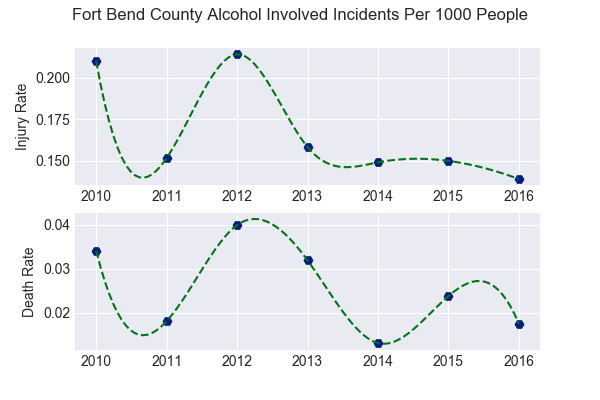 Fort Bend County Alcohol Involved Incidents Per 1000 People
Injury Rate
0.200
0.175
0.150
2010 2011 2012 2013 2014 2015 2016
Death Rate
0.04
0.03
0.02
2010 2011 2012 2013 2014 2015 2016